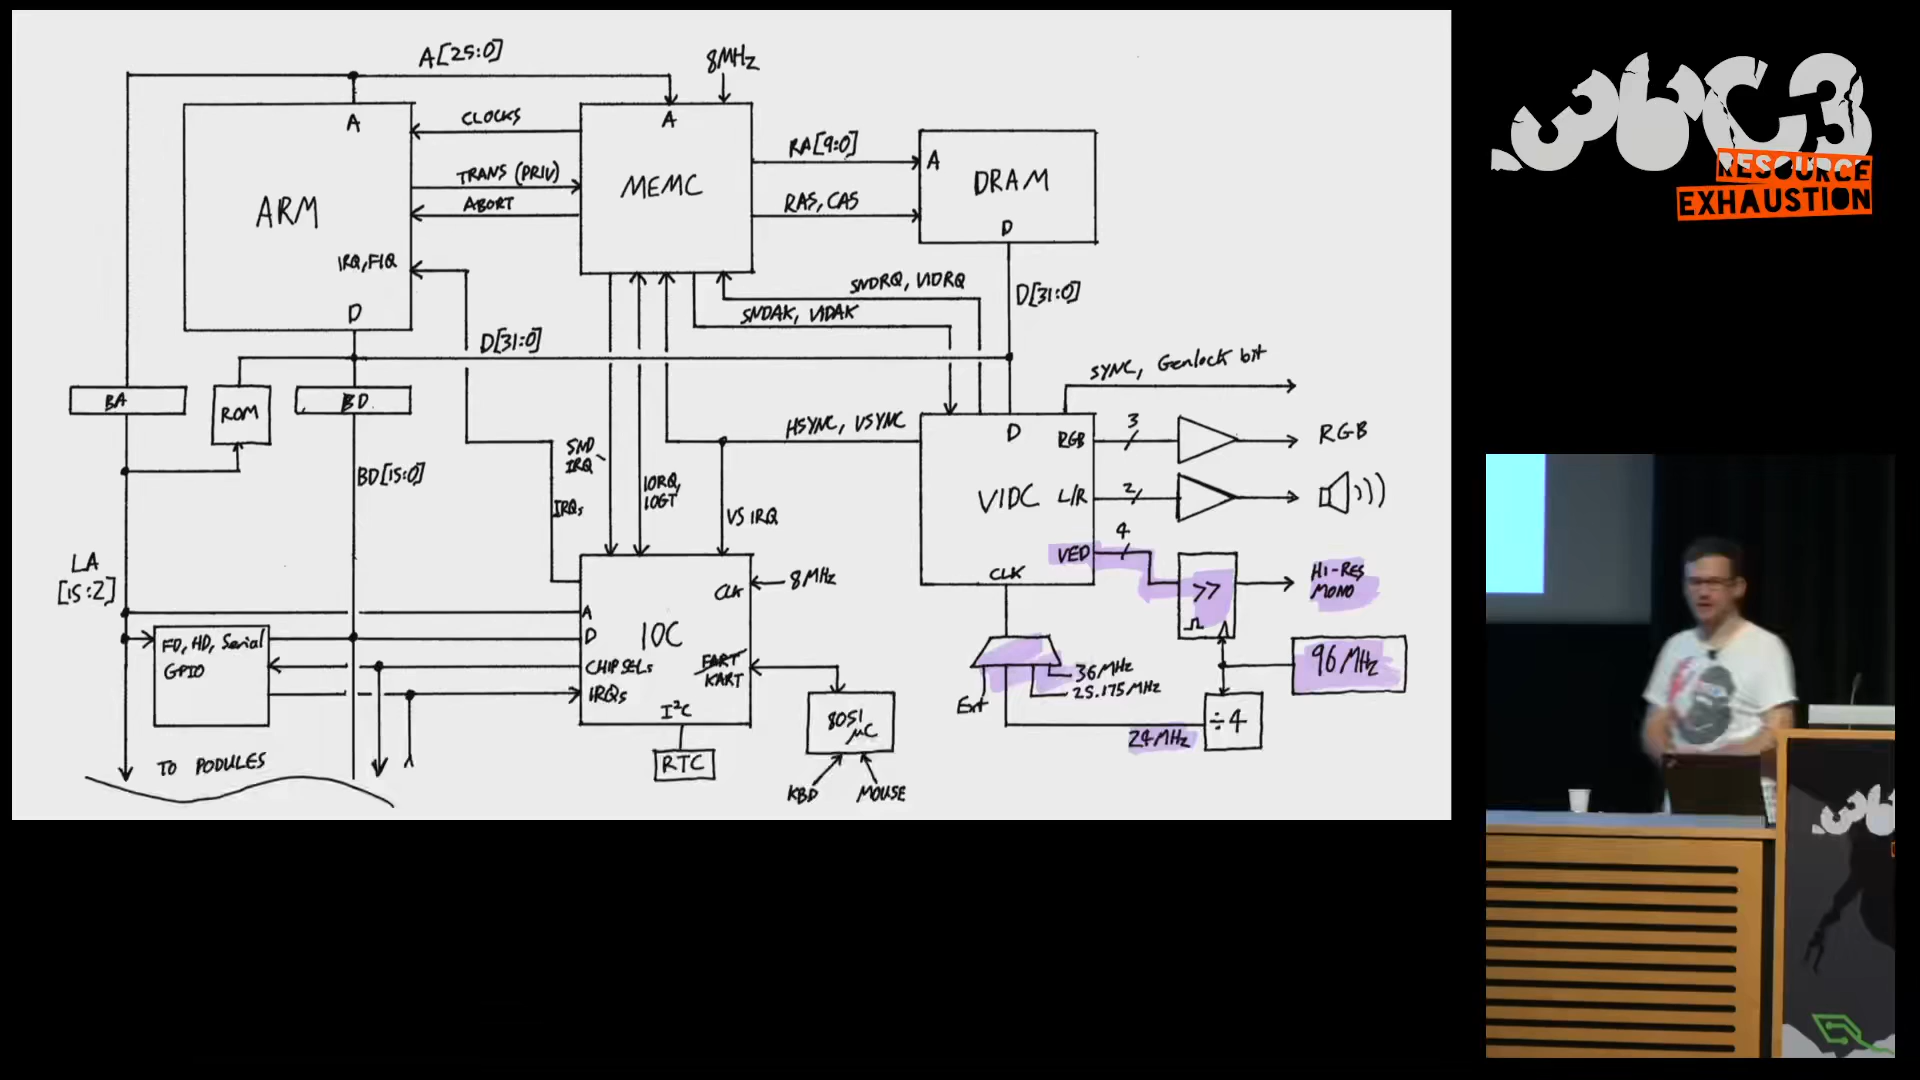 A[25:0]
8MHz
A
CLOCKS
A
TRANS (PRIV)
ABORT
ARM
MEMC
RA[9:0]
A
DRAM
RAS, CAS
D
IRQ, FIQ
D
SNDRQ, VIDRQ
SNDAK, VIDAK
D[31:0]
D[31:0]
SYNC, Genlock bit
BA
ROM
BD
HSYNC, VSYNC
D
RGB
3
RGB
SND
IRQ
BD[15:0]
IORQ,
IOGT
IRQs
VS IRQ
VIDC
L/R
2
VED
4
CLK
>>
HI-RES
MONO
LA
[15:2]
CLK
8MHz
A
D
IOC
FD, HD, Serial
GPIO
CHIPSELs
IRQs
FART
KART
I²C
RTC
8051
µC
KBD
MOUSE
36MHz
25.175MHz
Ext
96MHz
÷4
24MHz
TO PODULES
36C3
RESOURCE
EXHAUSTION